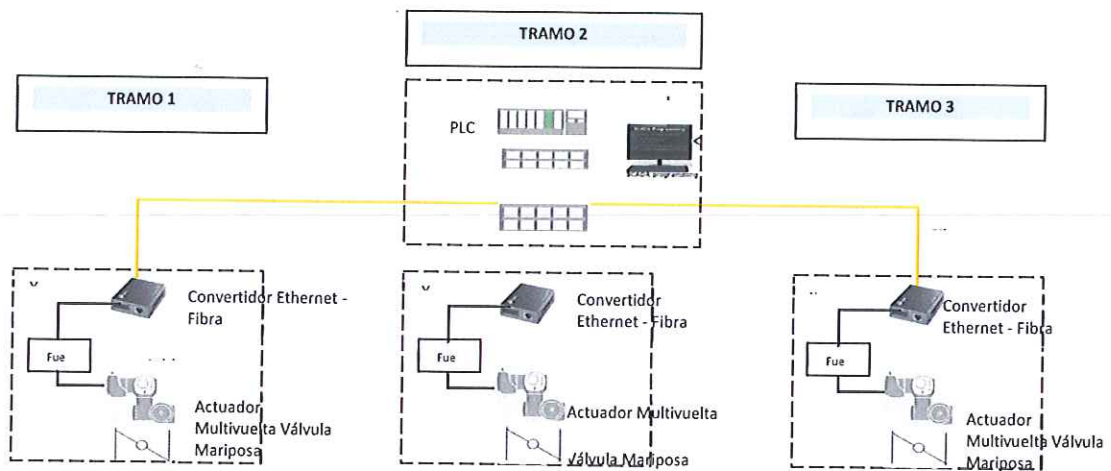 TRAMO 2
TRAMO 1
TRAMO 3
PLC
Convertidor Ethernet -
Fibra
Fue
Actuador
Multivuelta Válvula
Mariposa
Convertidor
Ethernet - Fibra
Fue
Actuador Multivuelta
Válvula Mariposa
Convertidor
Ethernet - Fibra
Fue
Actuador
Multivuelta Válvula
Mariposa